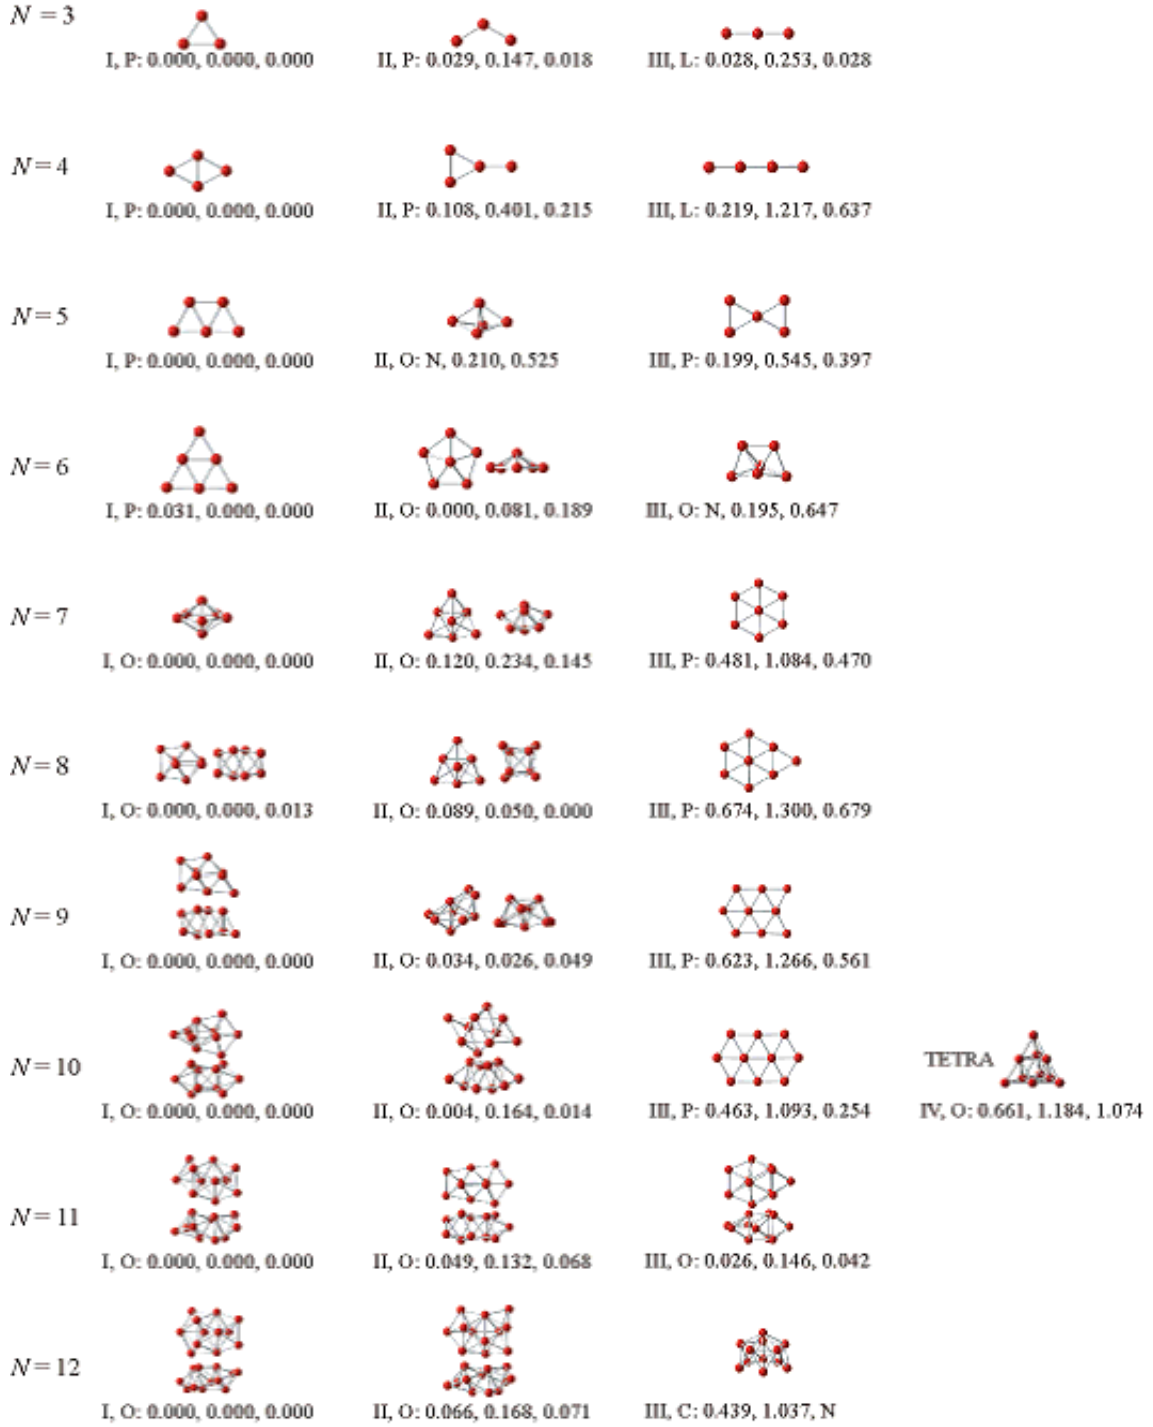 N = 3
I, P: 0.000, 0.000, 0.000 II, P: 0.029, 0.147, 0.018 III, L: 0.028, 0.253, 0.028
N = 4
I, P: 0.000, 0.000, 0.000 II, P: 0.108, 0.401, 0.215 III, L: 0.219, 1.217, 0.637
N = 5
I, P: 0.000, 0.000, 0.000 II, O: N, 0.210, 0.525 III, P: 0.199, 0.545, 0.397
N = 6
I, P: 0.031, 0.000, 0.000 II, O: 0.000, 0.081, 0.189 III, O: N, 0.195, 0.647
N = 7
I, O: 0.000, 0.000, 0.000 II, O: 0.120, 0.234, 0.145 III, P: 0.481, 1.084, 0.470
N = 8
I, O: 0.000, 0.000, 0.013 II, O: 0.089, 0.050, 0.000 III, P: 0.674, 1.300, 0.679
N = 9
I, O: 0.000, 0.000, 0.000 II, O: 0.034, 0.026, 0.049 III, P: 0.623, 1.266, 0.561
N = 10 TETRA
I, O: 0.000, 0.000, 0.000 II, O: 0.004, 0.164, 0.014 III, P: 0.463, 1.093, 0.254 IV, O: 0.661, 1.184, 1.074
N = 11
I, O: 0.000, 0.000, 0.000 II, O: 0.049, 0.132, 0.068 III, O: 0.026, 0.146, 0.042
N = 12
I, O: 0.000, 0.000, 0.000 II, O: 0.066, 0.168, 0.071 III, C: 0.439, 1.037, N